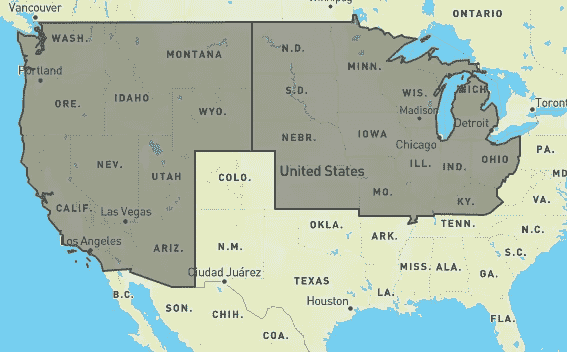 Vancouver
Winnipeg
ONTARIO
WASH.
MONTANA
N.D.
MINN.
Portland
ORE.
IDAHO
WYO.
S.D.
WIS.
MICH
Toront
Madison
Detroit
NEBR.
IOWA
Chicago
PA.
NEV.
UTAH
COLO.
United States
ILL.
IND.
OHIO
MD
MO.
KY.
VA.
CALIF.
Las Vegas
Los Angeles
ARIZ.
N.M.
OKLA.
ARK.
TENN.
N.C.
S.C.
Ciudad Juárez
TEXAS
MISS.
ALA.
GA.
B.C.
SON.
CHIH.
COA.
Houston
LA.
FLA.